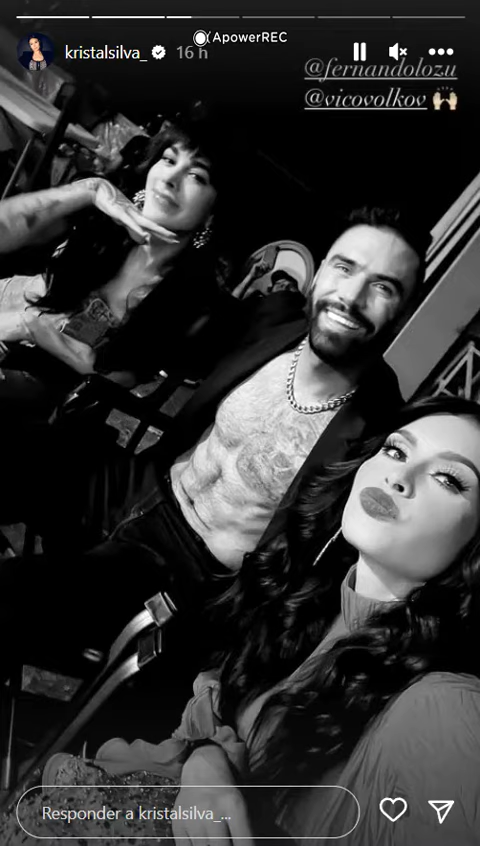 ApowerREC
kristalsilva_ 16 h
@fernandolozu
@vicovolkov 🙌🏼
Responder a kristalsilva_...